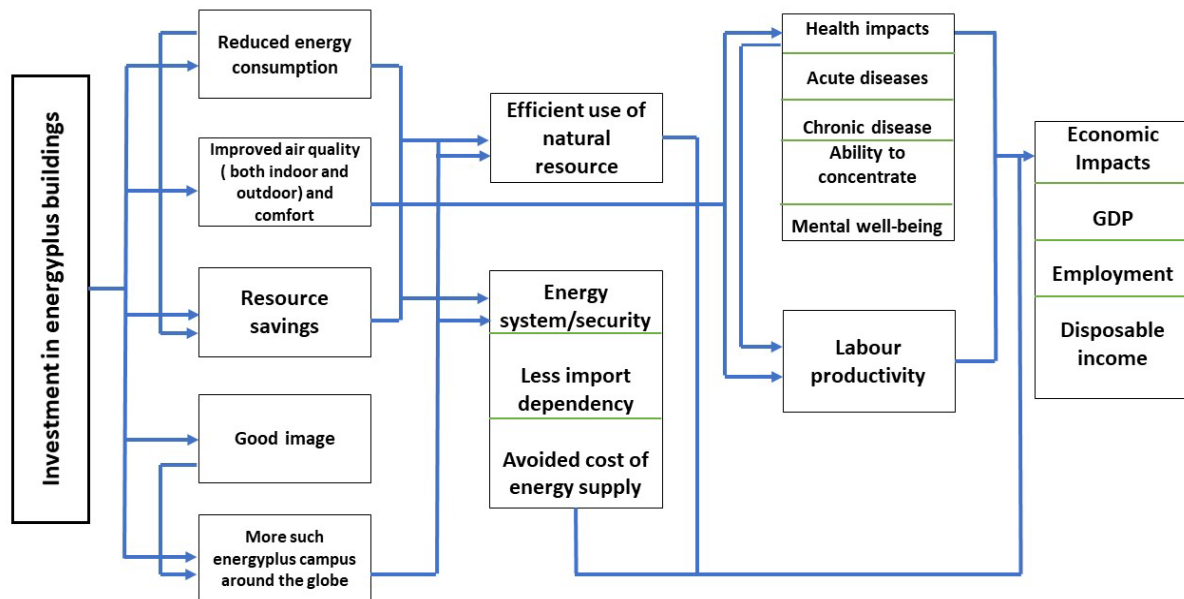 Investment in energyplus buildings
Reduced energy
consumption
Improved air quality
( both indoor and
outdoor) and
comfort
Resource
savings
Good image
More such
energyplus campus
around the globe
Efficient use of
natural
resource
Energy
system/security
Less import
dependency
Avoided cost of
energy supply
Health impacts
Acute diseases
Chronic disease
Ability to
concentrate
Mental well-being
Labour
productivity
Economic
Impacts
GDP
Employment
Disposable
income